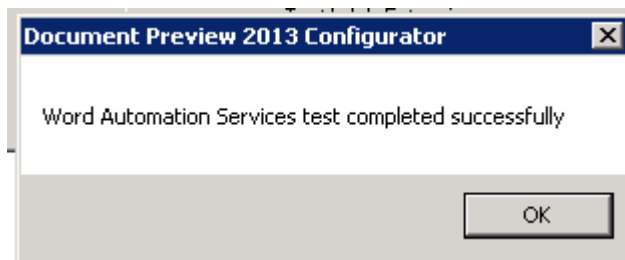 Document Preview 2013 Configurator
Word Automation Services test completed successfully
OK